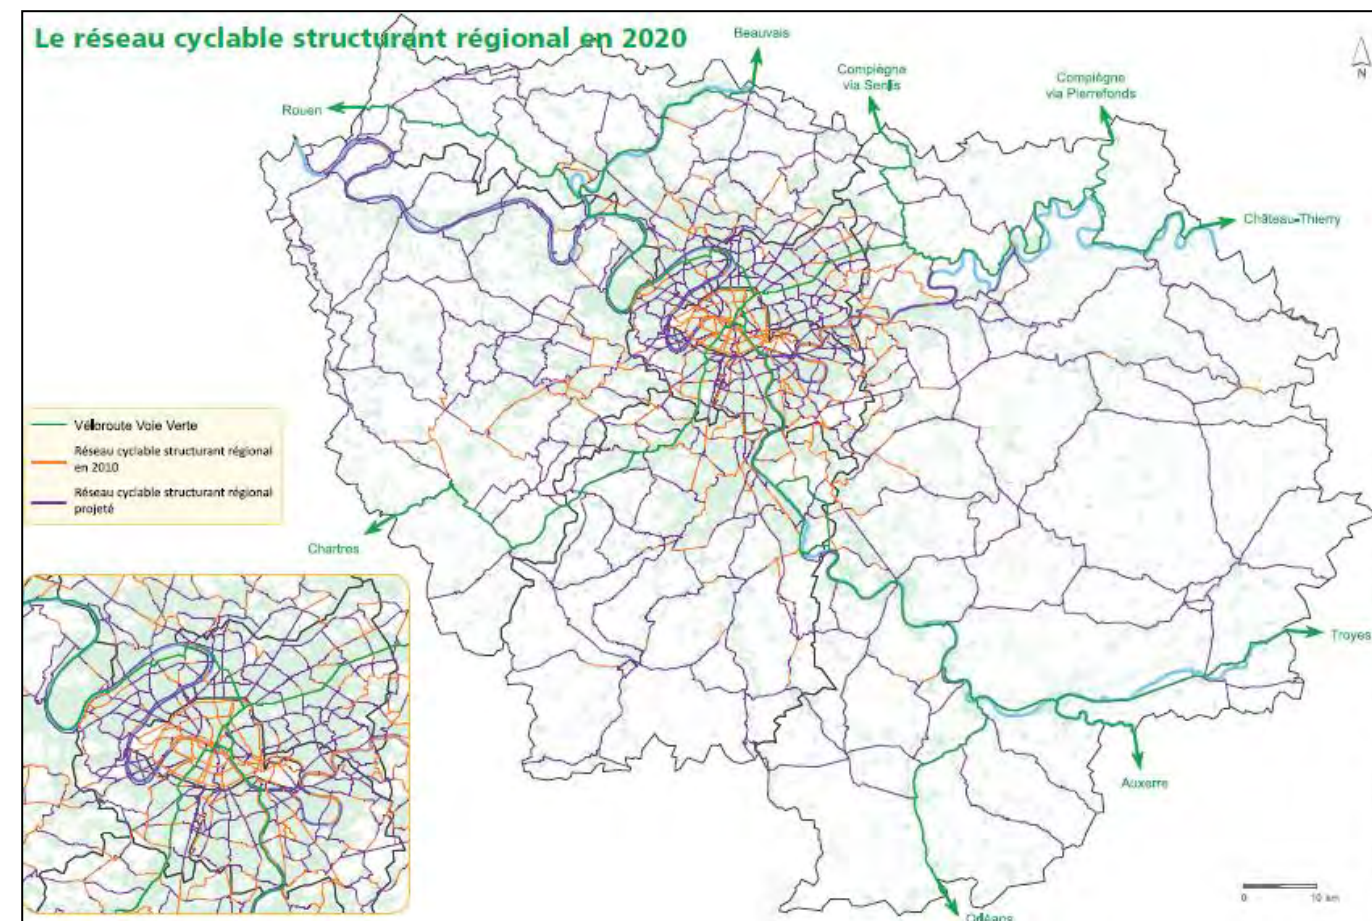 Le réseau cyclable structurant régional en 2020
Beauvais
Compiègne
via Senlis
Compiègne
via Pierrefonds
N
Rouen
Château-Thierry
Véloroute Voie Verte
Réseau cyclable structurant régional
en 2010
Réseau cyclable structurant régional
projeté
Chartres
Troyes
Auxerre
0 10 km
Orléans